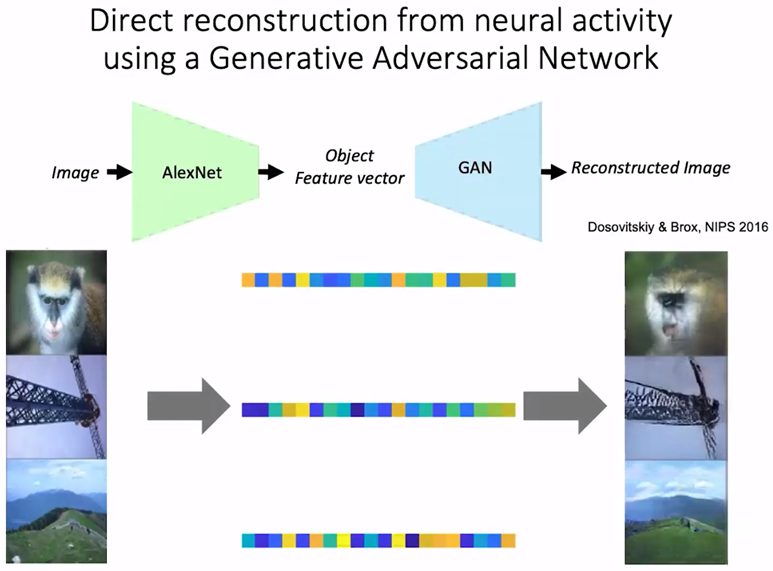 Direct reconstruction from neural activity
using a Generative Adversarial Network
Image
AlexNet
Object
Feature vector
GAN
Reconstructed Image
Dosovitskiy & Brox, NIPS 2016